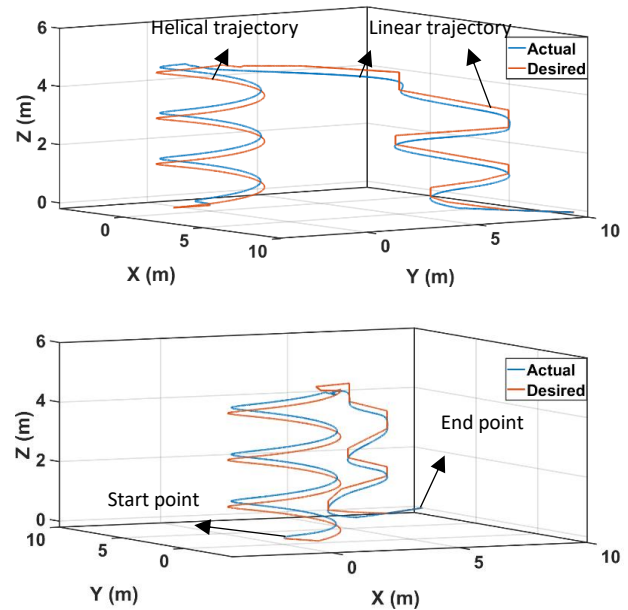 Helical trajectory
Linear trajectory
Actual
Desired
6
4
2
0
Z (m)
0
5
10
X (m)
0
5
10
Y (m)
6
4
2
0
Z (m)
Actual
Desired
End point
Start point
10
5
0
Y (m)
0
5
10
X (m)